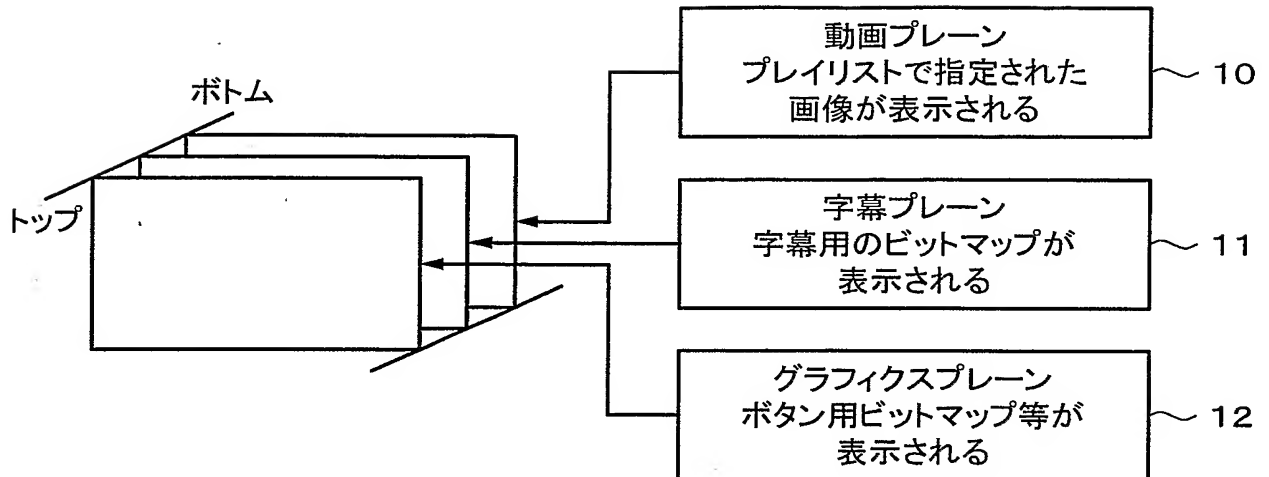 ボトム
トップ
動画プレーン
プレイリストで指定された
画像が表示される
10
字幕プレーン
字幕用のビットマップが
表示される
11
グラフィクスプレーン
ボタン用ビットマップ等が
表示される
12